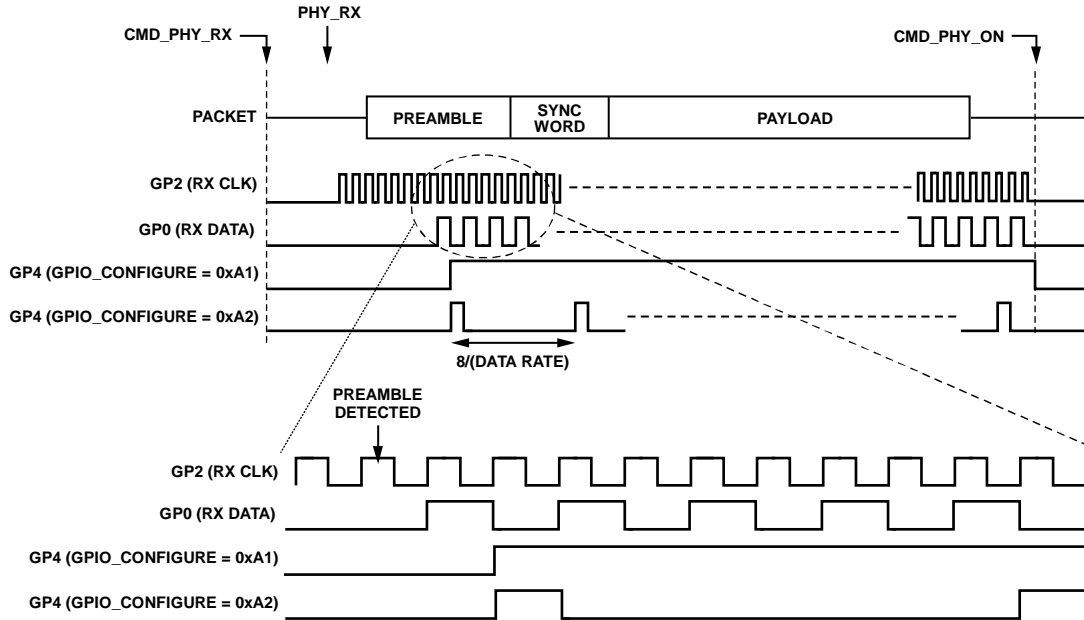 PHY_RX
CMD_PHY_RX
CMD_PHY_ON
PACKET
PREAMBLE
SYNC
WORD
PAYLOAD
GP2 (RX CLK)
GP0 (RX DATA)
GP4 (GPIO_CONFIGURE = 0xA1)
GP4 (GPIO_CONFIGURE = 0xA2)
8/(DATA RATE)
PREAMBLE
DETECTED
GP2 (RX CLK)
GP0 (RX DATA)
GP4 (GPIO_CONFIGURE = 0xA1)
GP4 (GPIO_CONFIGURE = 0xA2)